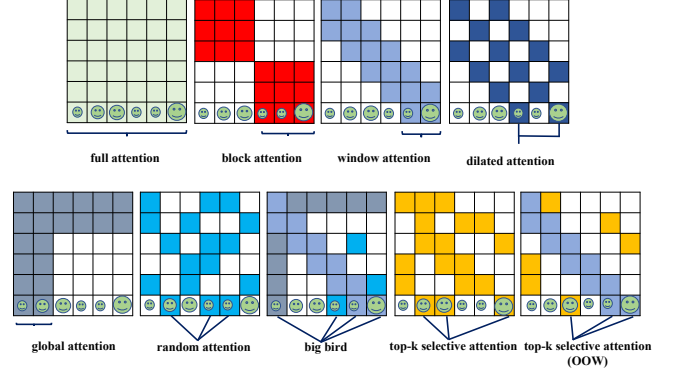 full attention
block attention
window attention
dilated attention
global attention
random attention
big bird
top-k selective attention
top-k selective attention
(OOW)